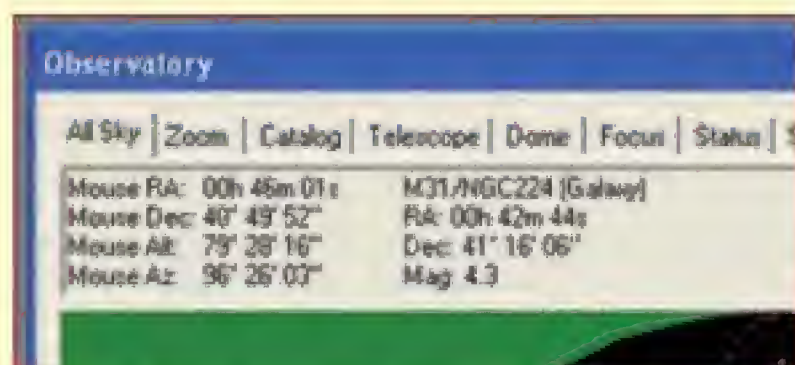 Observatory
All Sky Zoom Catalog Telescope Dome Focus Status S
Mouse RA: 00h 46m 01s M31/NGC224 (Galaxy)
Mouse Dec: 40° 49' 52" RA: 00h 42m 44s
Mouse Alt: 79° 28' 16" Dec: 41° 16' 06"
Mouse Az: 96° 26' 03" Mag: 4.3